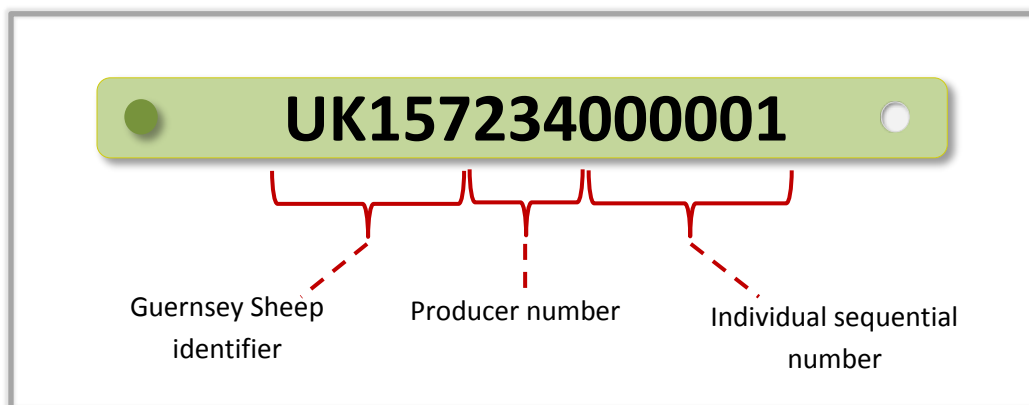 UK157234000001
Guernsey Sheep
identifier
Producer number
Individual sequential
number